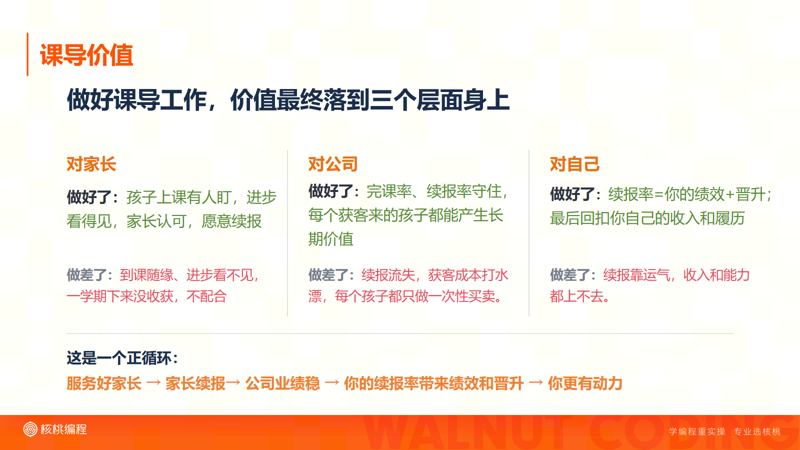 课导价值
做好课导工作，价值最终落到三个层面身上
对家长
做好了：孩子上课有人盯，进步
看得见，家长认可，愿意续报
做差了：到课随缘、进步看不见，
一学期下来没收获，不配合
对公司
做好了：完课率、续报率守住，
每个获客来的孩子都能产生长
期价值
做差了：续报流失，获客成本打水
漂，每个孩子都只做一次性买卖。
对自己
做好了：续报率=你的绩效+晋升；
最后回扣你自己的收入和履历
做差了：续报靠运气，收入和能力
都上不去。
这是一个正循环：
服务好家长 → 家长续报→ 公司业绩稳 → 你的续报率带来绩效和晋升 → 你更有动力
核桃编程
WALNUT CODING
学编程重实操 专业选核桃